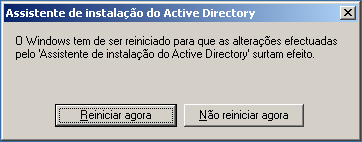 Assistente de instalação do Active Directory
O Windows tem de ser reiniciado para que as alterações efectuadas
pelo 'Assistente de instalação do Active Directory' surtam efeito.
Reiniciar agora
Não reiniciar agora